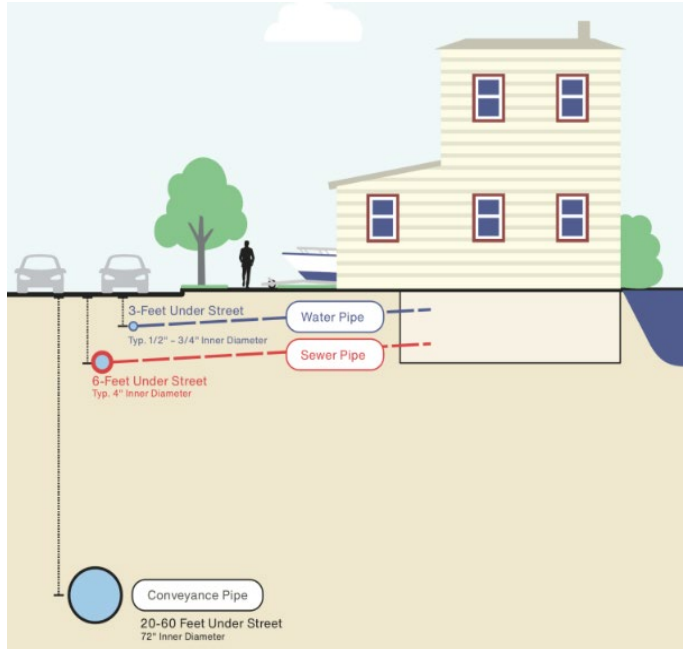 3-Feet Under Street
Water Pipe
Typ. 1/2" – 3/4" Inner Diameter
Sewer Pipe
6-Feet Under Street
Typ. 4" Inner Diameter
Conveyance Pipe
20-60 Feet Under Street
72" Inner Diameter